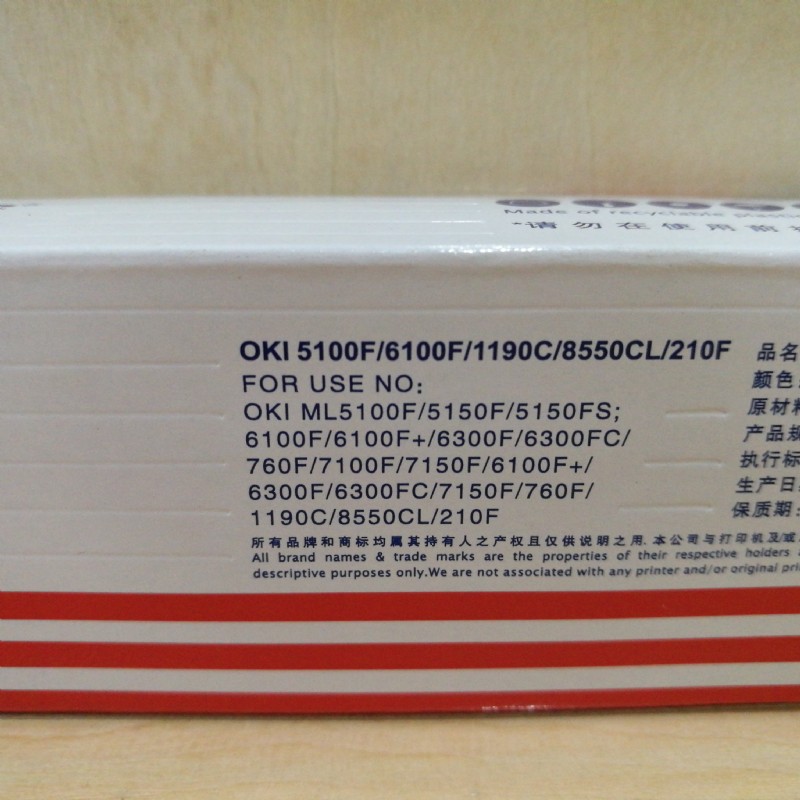 Made of recyclable plastic
*请勿在使用前
OKI 5100F/6100F/1190C/8550CL/210F
FOR USE NO:
OKI ML5100F/5150F/5150FS;
6100F/6100F+/6300F/6300FC/
760F/7100F/7150F/6100F+/
6300F/6300FC/7150F/760F/
1190C/8550CL/210F
所有品牌和商标均属其持有人之产权且仅供说明之用.本公司与打印机及/或
All brand names & trade marks are the properties of their respective holders
descriptive purposes only.We are not associated with any printer and/or original
品名
颜色
原材料
产品规
执行标
生产日
保质期: